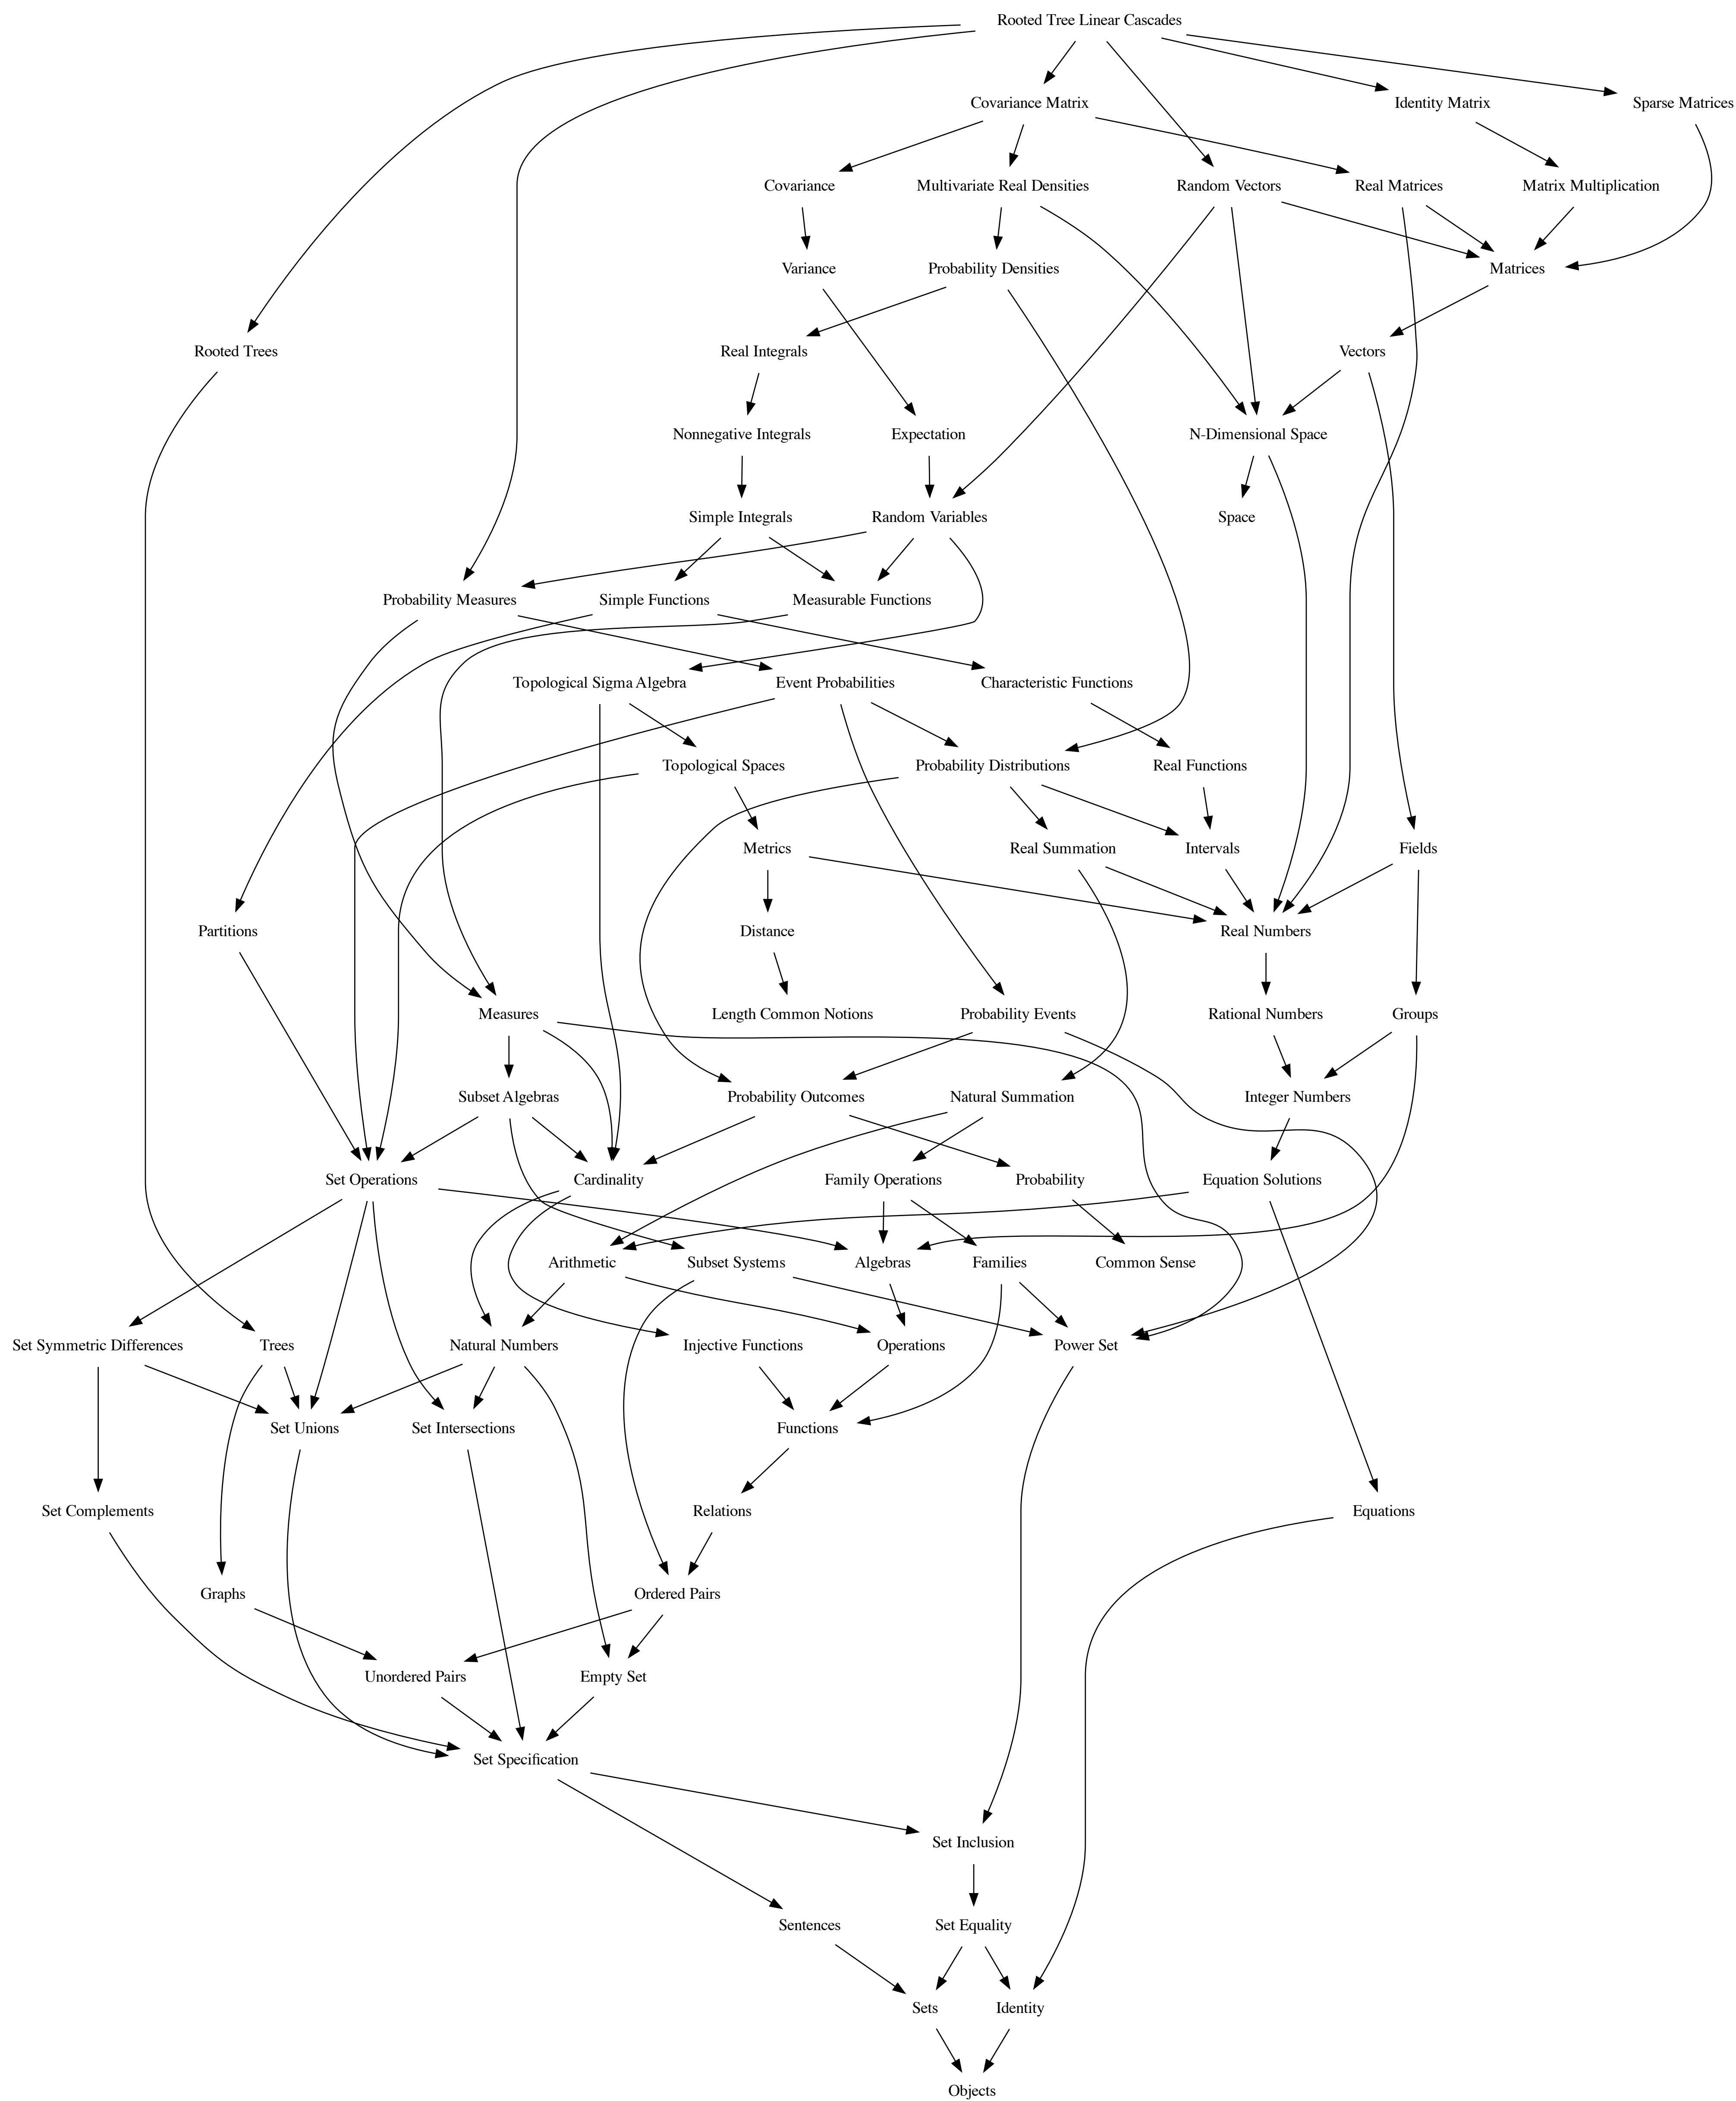 Rooted Tree Linear Cascades
Covariance Matrix
Identity Matrix
Sparse Matrices
Covariance
Multivariate Real Densities
Random Vectors
Real Matrices
Matrix Multiplication
Variance
Probability Densities
Matrices
Rooted Trees
Real Integrals
Vectors
Nonnegative Integrals
Expectation
N-Dimensional Space
Simple Integrals
Random Variables
Space
Probability Measures
Simple Functions
Measurable Functions
Topological Sigma Algebra
Event Probabilities
Characteristic Functions
Topological Spaces
Probability Distributions
Real Functions
Metrics
Real Summation
Intervals
Fields
Partitions
Distance
Real Numbers
Measures
Length Common Notions
Probability Events
Rational Numbers
Groups
Subset Algebras
Probability Outcomes
Natural Summation
Integer Numbers
Set Operations
Cardinality
Family Operations
Probability
Equation Solutions
Arithmetic
Subset Systems
Algebras
Families
Common Sense
Set Symmetric Differences
Trees
Natural Numbers
Injective Functions
Operations
Power Set
Set Unions
Set Intersections
Functions
Set Complements
Relations
Equations
Graphs
Ordered Pairs
Unordered Pairs
Empty Set
Set Specification
Set Inclusion
Sentences
Set Equality
Sets
Identity
Objects